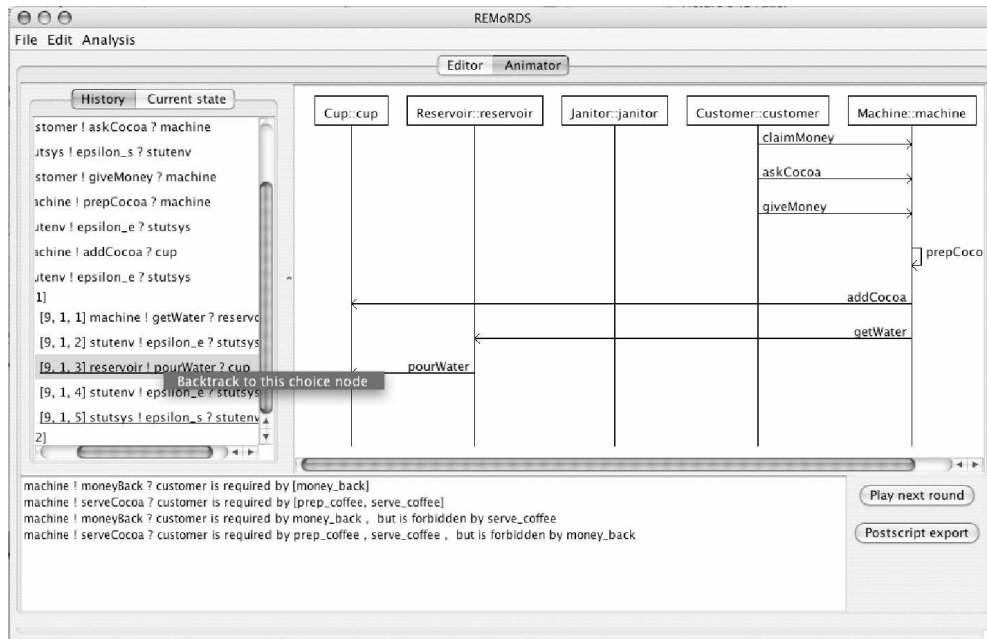 REMoRDS
File Edit Analysis
Editor Animator
History Current state
stomer ! askCocoa ? machine
utsys ! epsilon_s ? stutenv
stomer ! giveMoney ? machine
achine ! prepCocoa ? machine
utenv ! epsilon_e ? stutsys
achine ! addCocoa ? cup
utenv ! epsilon_e ? stutsys
1]
[9, 1, 1] machine ! getWater ? reservo
[9, 1, 2] stutenv ! epsilon_e ? stutsys
[9, 1, 3] reservoir ! pourWater ? cup
Backtrack to this choice node
[9, 1, 4] stutenv ! epsilon_e ? stutsys
[9, 1, 5] stutsys ! epsilon_s ? stutenv
2]
Cup::cup Reservoir::reservoir Janitor::janitor Customer::customer Machine::machine
claimMoney
askCocoa
giveMoney
prepCoco
addCocoa
getWater
pourWater
machine ! moneyBack ? customer is required by [money_back]
machine ! serveCocoa ? customer is required by [prep_coffee, serve_coffee]
machine ! moneyBack ? customer is required by money_back , but is forbidden by serve_coffee
machine ! serveCocoa ? customer is required by prep_coffee , serve_coffee , but is forbidden by money_back
Play next round
Postscript export